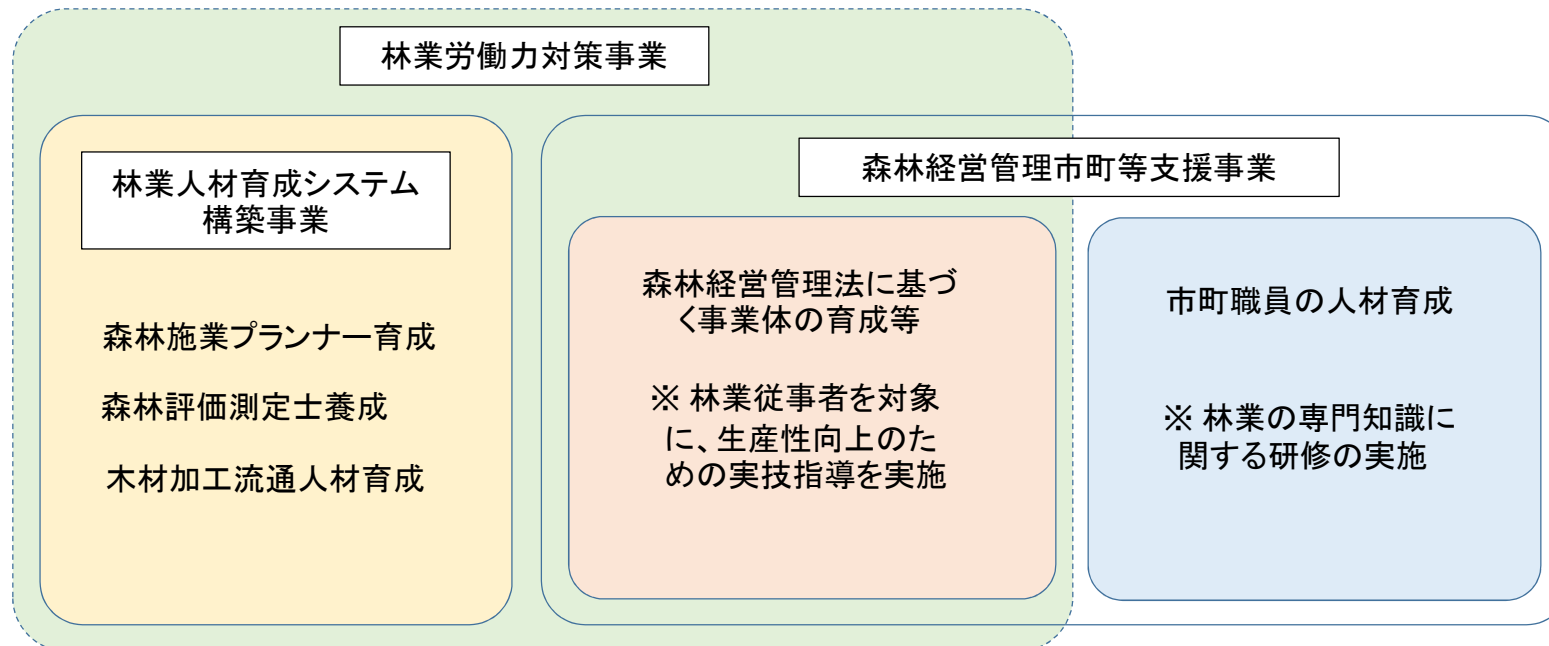 林業労働力対策事業
林業人材育成システム
構築事業
森林施業プランナー育成
森林評価測定士養成
木材加工流通人材育成
森林経営管理市町等支援事業
森林経営管理法に基づ
く事業体の育成等
※ 林業従事者を対象
に、生産性向上のた
めの実技指導を実施
市町職員の人材育成
※ 林業の専門知識に
関する研修の実施